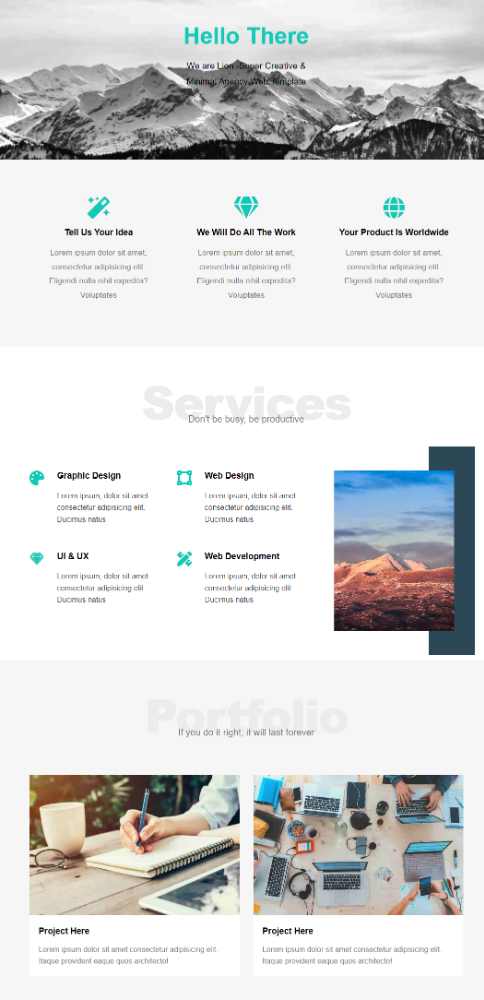 Hello There
We are Lion, Super Creative &
Minimal Agency Web Template
Tell Us Your Idea
Lorem ipsum dolor sit amet,
consectetur adipisicing elit.
Eligendi nulla nihil expedita?
Voluptates
We Will Do All The Work
Lorem ipsum dolor sit amet,
consectetur adipisicing elit.
Eligendi nulla nihil expedita?
Voluptates
Your Product Is Worldwide
Lorem ipsum dolor sit amet,
consectetur adipisicing elit.
Eligendi nulla nihil expedita?
Voluptates
Services
Don't be busy, be productive
Graphic Design
Lorem ipsum, dolor sit amet
consectetur adipisicing elit.
Ducimus natus
Web Design
Lorem ipsum, dolor sit amet
consectetur adipisicing elit.
Ducimus natus
UI & UX
Lorem ipsum, dolor sit amet
consectetur adipisicing elit.
Ducimus natus
Web Development
Lorem ipsum, dolor sit amet
consectetur adipisicing elit.
Ducimus natus
Portfolio
If you do it right, it will last forever
Project Here
Lorem ipsum dolor sit amet consectetur adipisicing elit.
Itaque provident eaque quos architecto!
Project Here
Lorem ipsum dolor sit amet consectetur adipisicing elit.
Itaque provident eaque quos architecto!